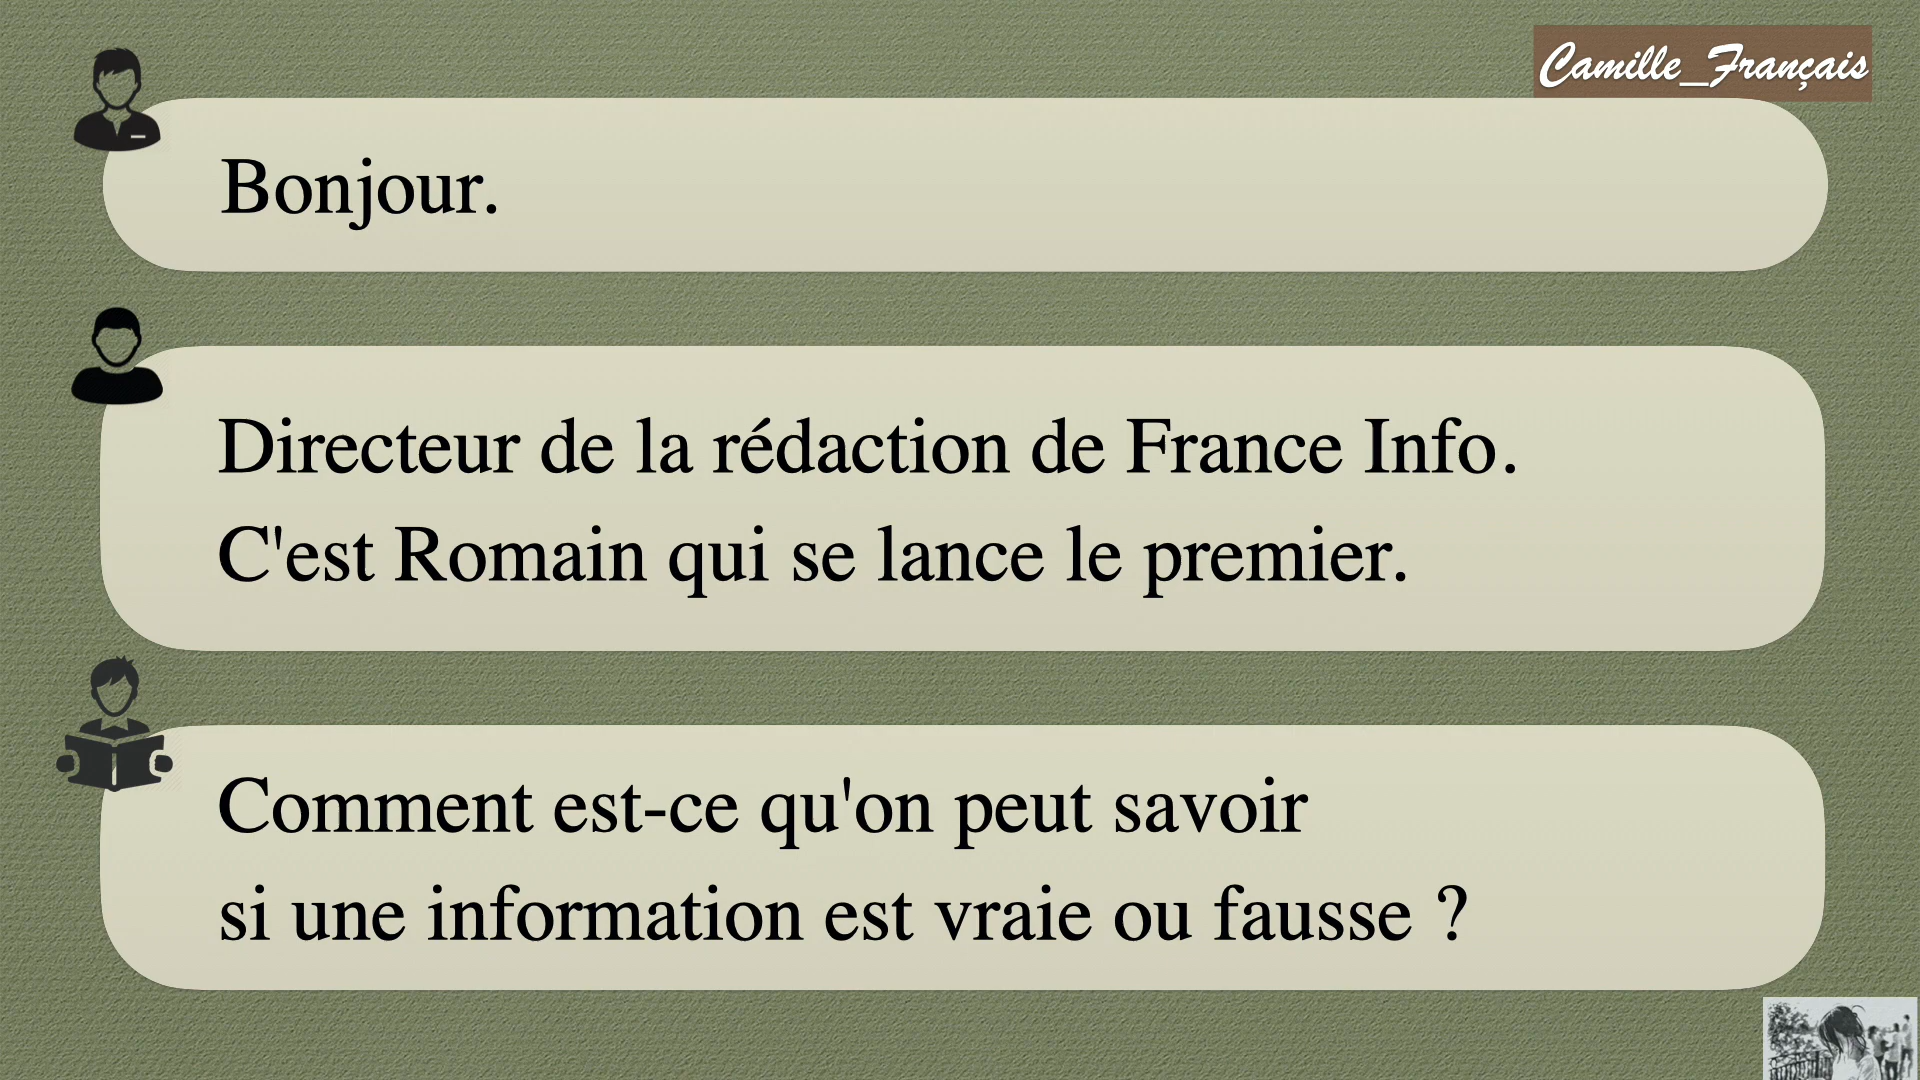 Camille_Français
Bonjour.
Directeur de la rédaction de France Info.
C'est Romain qui se lance le premier.
Comment est-ce qu'on peut savoir
si une information est vraie ou fausse ?